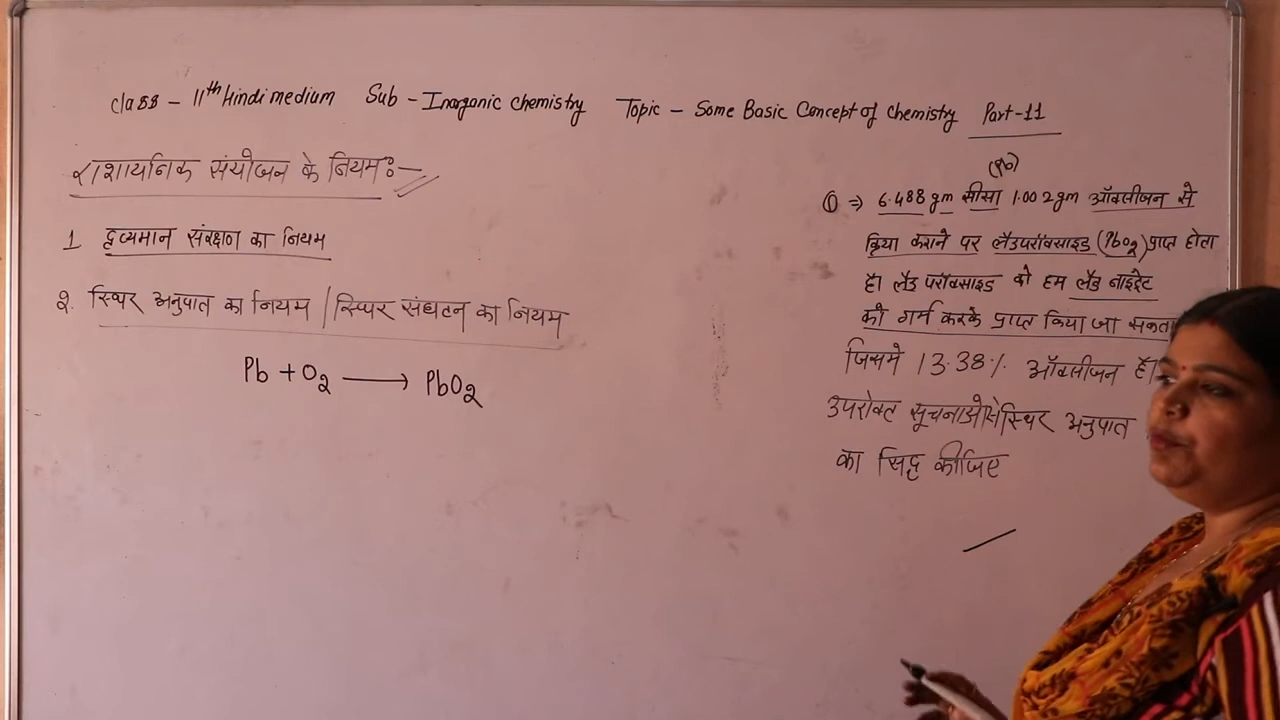 Class - 11th Hindi medium Sub - Inorganic chemistry Topic - Some Basic Concept of chemistry Part-11
राशायनिक संयोजन के नियम:-
1 द्रव्यमान संरक्षण का नियम
2. स्थिर अनुपात का नियम / स्थिर संघटन का नियम
Pb + O2 ⟶ PbO2
(Pb)
① ⇒ 6.488 gm सीसा 1.002 gm ऑक्सीजन से
क्रिया कराने पर लैडपरॉक्साइड (PbO2) प्राप्त होता
है। लैड परॉक्साइड को हम लैड नाइट्रेट
को गर्म करके प्राप्त किया जा सकता
जिसमे 13.38% ऑक्सीजन है।
उपरोक्त सूचनाओ से स्थिर अनुपात
का सिद्ध कीजिए